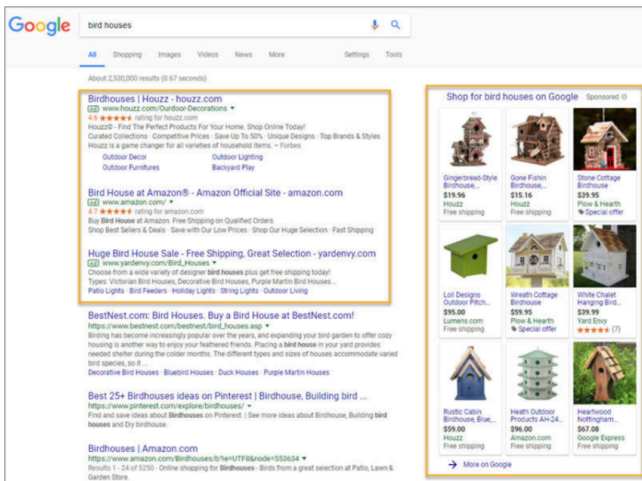 Google
bird houses
All Shopping Images Videos News More Settings Tools
About 2,530,000 results (0.67 seconds)
Birdhouses | Houzz - houzz.com
Ad www.houzz.com/Ourdoor-Decorations
4.6 rating for houzz.com
Houzz© - Find The Perfect Products For Your Home. Shop Online Today!
Curated Collections · Competitive Prices · Save Up To 50% · Unique Designs · Top Brands & Styles
Houzz is a game changer for all varieties of household items. – Forbes
Outdoor Decor Outdoor Lighting
Outdoor Furnitures Backyard Play
Bird House at Amazon® - Amazon Official Site - amazon.com
Ad www.amazon.com/
4.7 rating for amazon.com
Buy Bird House at Amazon. Free Shipping on Qualified Orders.
Shop Best Sellers & Deals · Save with Our Low Prices · Shop Our Huge Selection · Fast Shipping
Huge Bird House Sale - Free Shipping, Great Selection - yardenvy.com
Ad www.yardenvy.com/Bird_Houses
Choose from a wide variety of designer bird houses plus get free shipping today!
Types: Victorian Bird Houses, Decorative Bird Houses, Purple Martin Bird Houses...
Patio Lights · Bird Feeders · Holiday Lights · String Lights · Outdoor Living
BestNest.com: Bird Houses. Buy a Bird House at BestNest.com!
https://www.bestnest.com/bestnest/bird_houses.asp
Birding has become increasingly popular over the years, and expanding your bird garden to offer cozy
housing is another way to enjoy your feathered friends. Placing a bird house in your yard provides
needed shelter during the colder months. The different types and sizes of houses accommodate varied
bird species, so it ...
Decorative Bird Houses · Bluebird Houses · Duck Houses · Purple Martin Houses
Best 25+ Birdhouses ideas on Pinterest | Birdhouse, Building bird ...
https://www.pinterest.com/explore/birdhouses/
Find and save ideas about Birdhouses on Pinterest. | See more ideas about Birdhouse, Building bird
houses and Diy birdhouse.
Birdhouses | Amazon.com
https://www.amazon.com/Birdhouses/b?ie=UTF8&node=553634
Results 1 - 24 of 5250 - Online shopping for Birdhouses - Birds from a great selection at Patio, Lawn &
Garden Store.
Shop for bird houses on Google Sponsored
Gingerbread-Style Gone Fishin Stone Cottage
Birdhouse,... Birdhouse,... Birdhouse
$19.96 $15.16 $39.95
Houzz Houzz Plow & Hearth
Free shipping Free shipping Special offer
Loll Designs Wreath Cottage White Chalet
Outdoor Pitch... Birdhouse Hanging Bird...
$95.00 $59.95 $39.99
Lumens.com Plow & Hearth Yard Envy
Free shipping Special offer (7)
Rustic Cabin Heath Outdoor Heartwood
Birdhouse, Blue,... Products AH-24... Nottingham...
$59.00 $96.00 $67.08
Houzz Amazon.com Google Express
Free shipping Free shipping Free shipping
More on Google